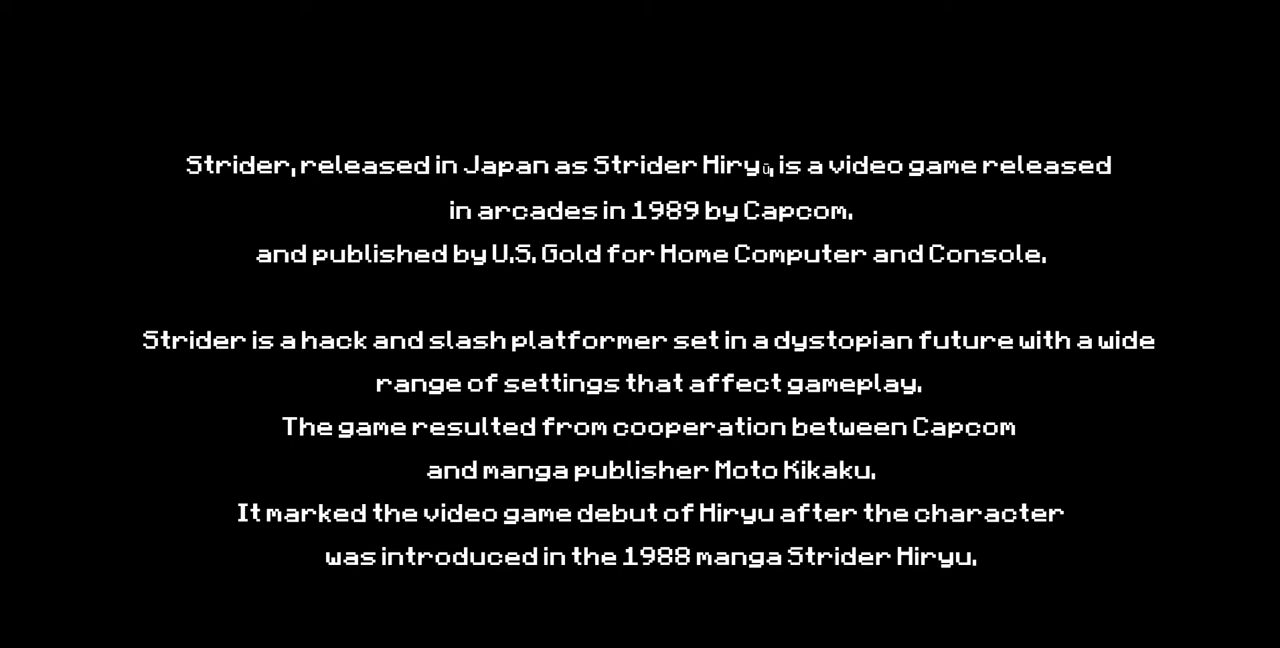 Strider, released in Japan as Strider Hiryū, is a video game released
in arcades in 1989 by Capcom.
and published by U.S. Gold for Home Computer and Console.
Strider is a hack and slash platformer set in a dystopian future with a wide
range of settings that affect gameplay.
The game resulted from cooperation between Capcom
and manga publisher Moto Kikaku.
It marked the video game debut of Hiryu after the character
was introduced in the 1988 manga Strider Hiryu.